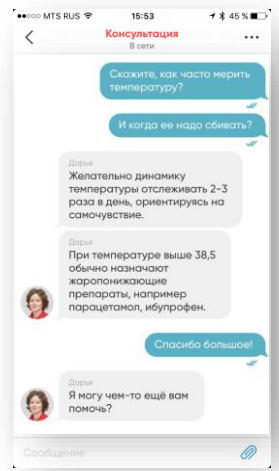 MTS RUS 15:53 45 %
Консультация
В сети
Скажите, как часто мерить
температуру?
И когда ее надо сбивать?
Дарья
Желательно динамику
температуры отслеживать 2-3
раза в день, ориентируясь на
самочувствие.
Дарья
При температуре выше 38,5
обычно назначают
жаропонижающие
препараты, например
парацетамол, ибупрофен.
Спасибо большое!
Дарья
Я могу чем-то ещё вам
помочь?
Сообщение